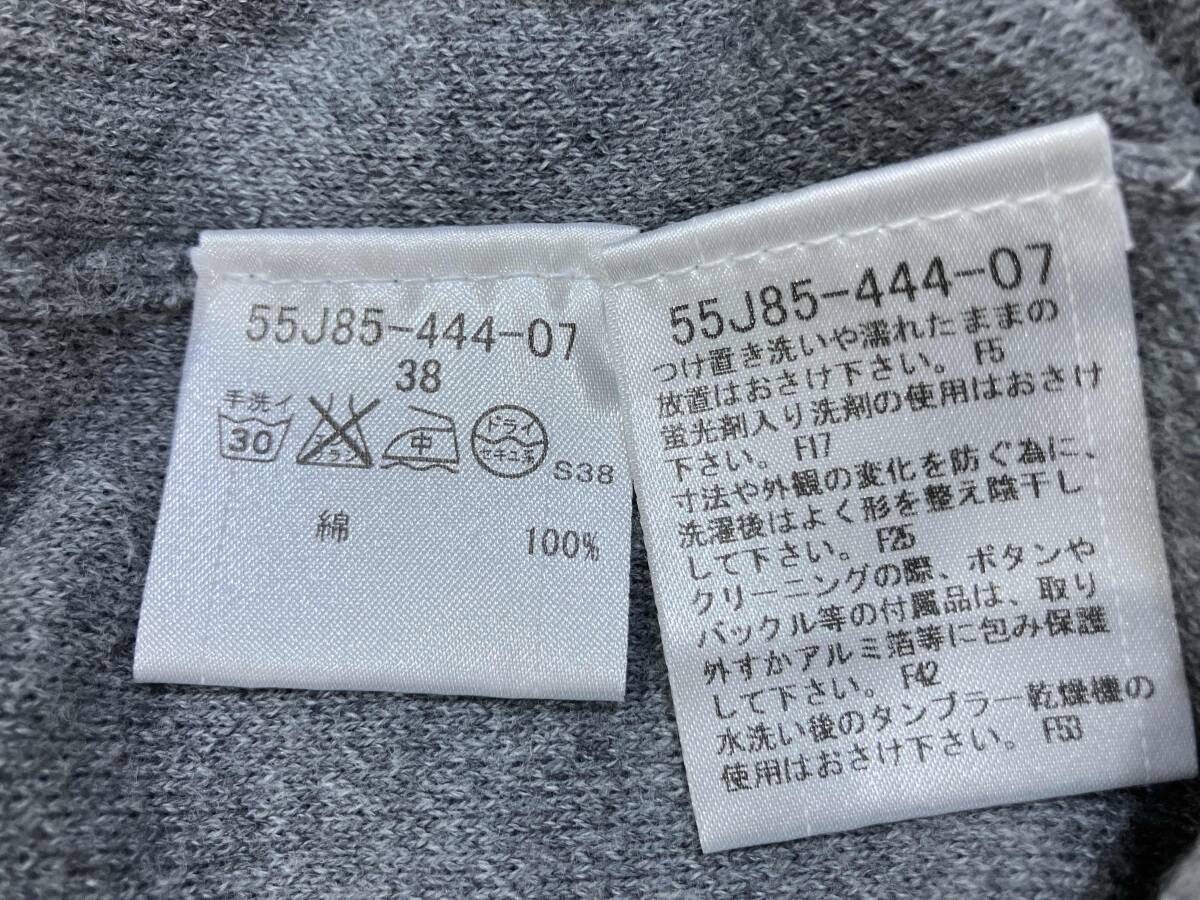 55J85-444-07
38
手洗イ
30
エンソ
サラシ
中
ドライ
セキユ系
S38
綿 100%
55J85-444-07
つけ置き洗いや濡れたままの
放置はおさけ下さい。 F5
蛍光剤入り洗剤の使用はおさけ
下さい。 F17
寸法や外観の変化を防ぐ為に、
洗濯後はよく形を整え陰干し
して下さい。 F25
クリーニングの際、ボタンや
バックル等の付属品は、取り
外すかアルミ箔等に包み保護
して下さい。 F42
水洗い後のタンブラー乾燥機の
使用はおさけ下さい。 F53